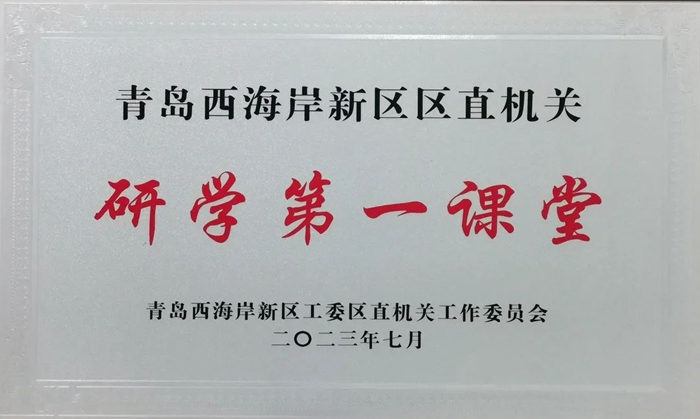 青岛西海岸新区区直机关
研学第一课堂
青岛西海岸新区工委区直机关工作委员会
二〇二三年七月